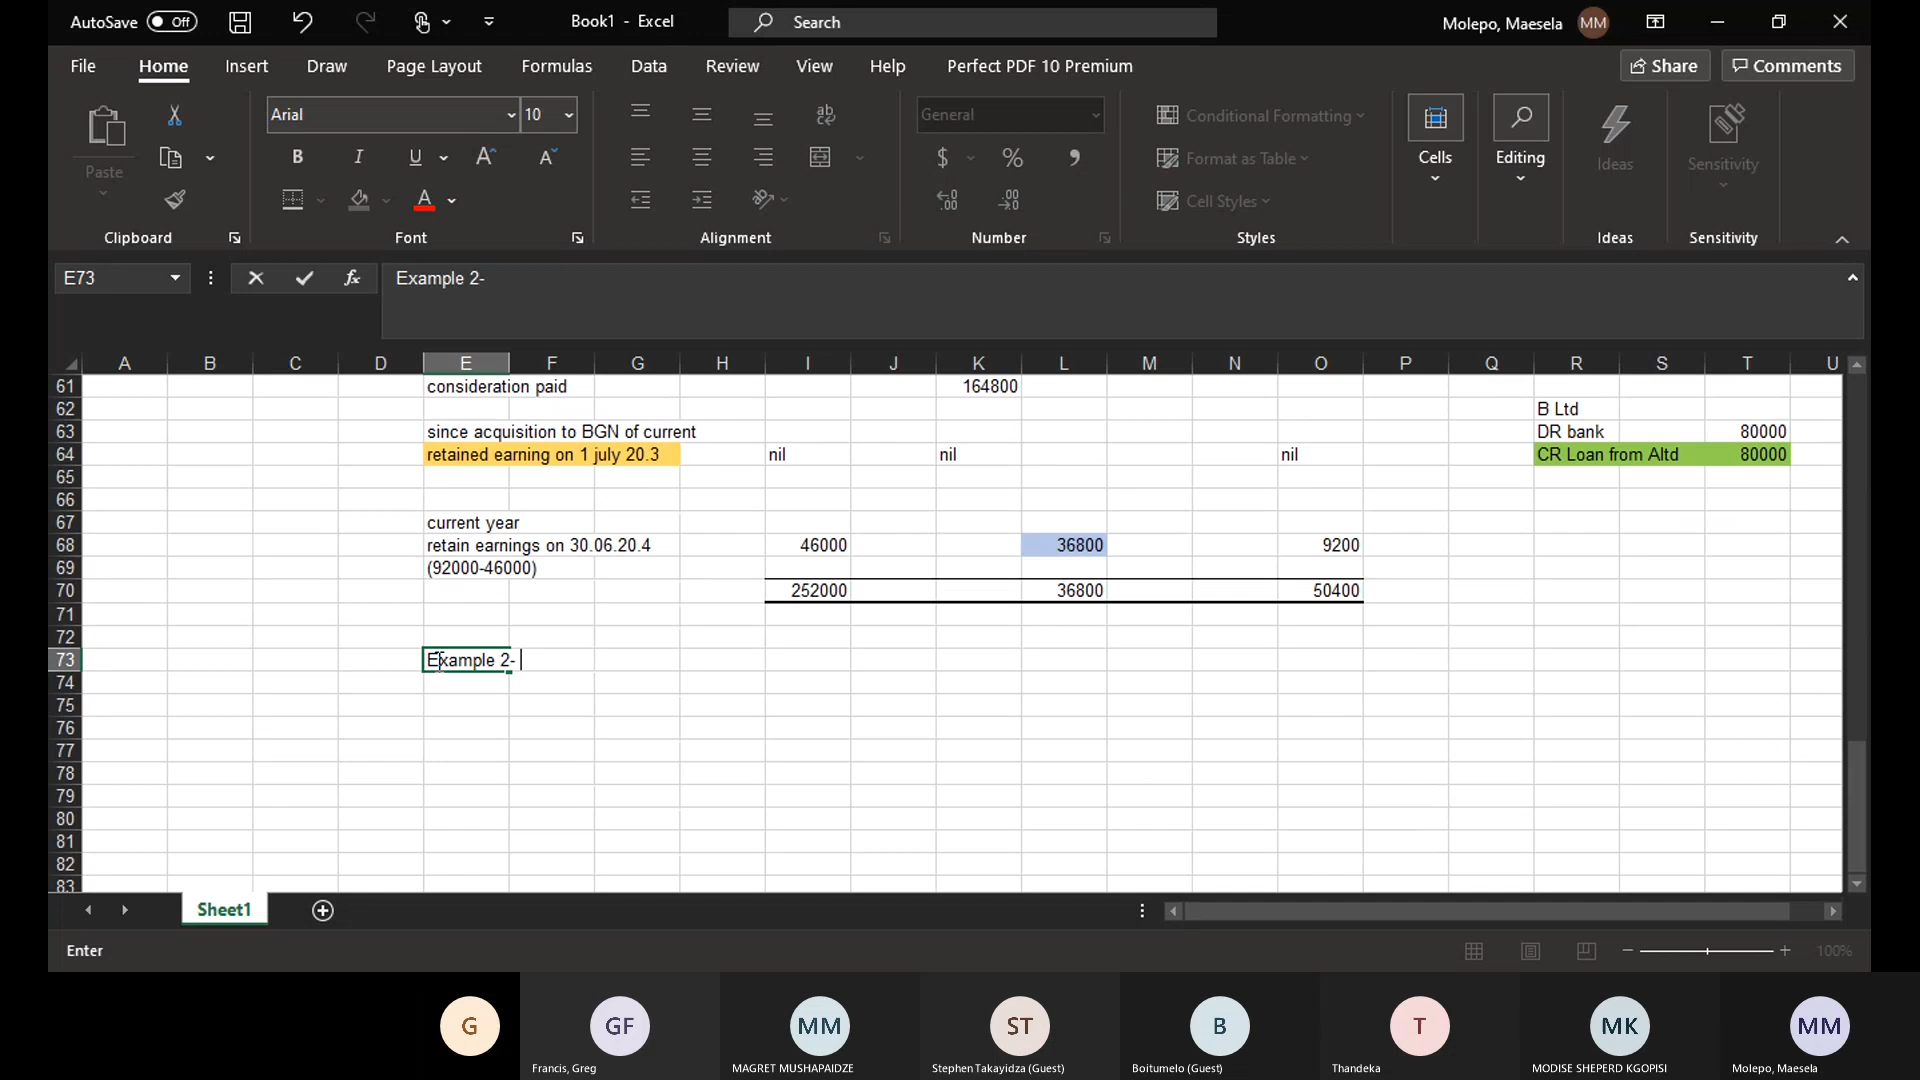 AutoSave Off Book1 - Excel Search Molepo, Maesela MM
File Home Insert Draw Page Layout Formulas Data Review View Help Perfect PDF 10 Premium Share Comments
Paste Arial 10 General Conditional Formatting Cells Editing Ideas Sensitivity
B I U A A ab $ % , Format as Table
A Cell Styles
Clipboard Font Alignment Number Styles Ideas Sensitivity
E73 fx Example 2-
A B C D E F G H I J K L M N O P Q R S T U
61 consideration paid 164800
62 B Ltd
63 since acquisition to BGN of current DR bank 80000
64 retained earning on 1 july 20.3 nil nil nil CR Loan from Altd 80000
65
66
67 current year
68 retain earnings on 30.06.20.4 46000 36800 9200
69 (92000-46000)
70 252000 36800 50400
71
72
73 Example 2-
74
75
76
77
78
79
80
81
82
83
Sheet1
Enter 100%
G GF MM ST B T MK MM
Francis, Greg MAGRET MUSHAPAIDZE Stephen Takayidza (Guest) Boitumelo (Guest) Thandeka MODISE SHEPERD KGOPISI Molepo, Maesela